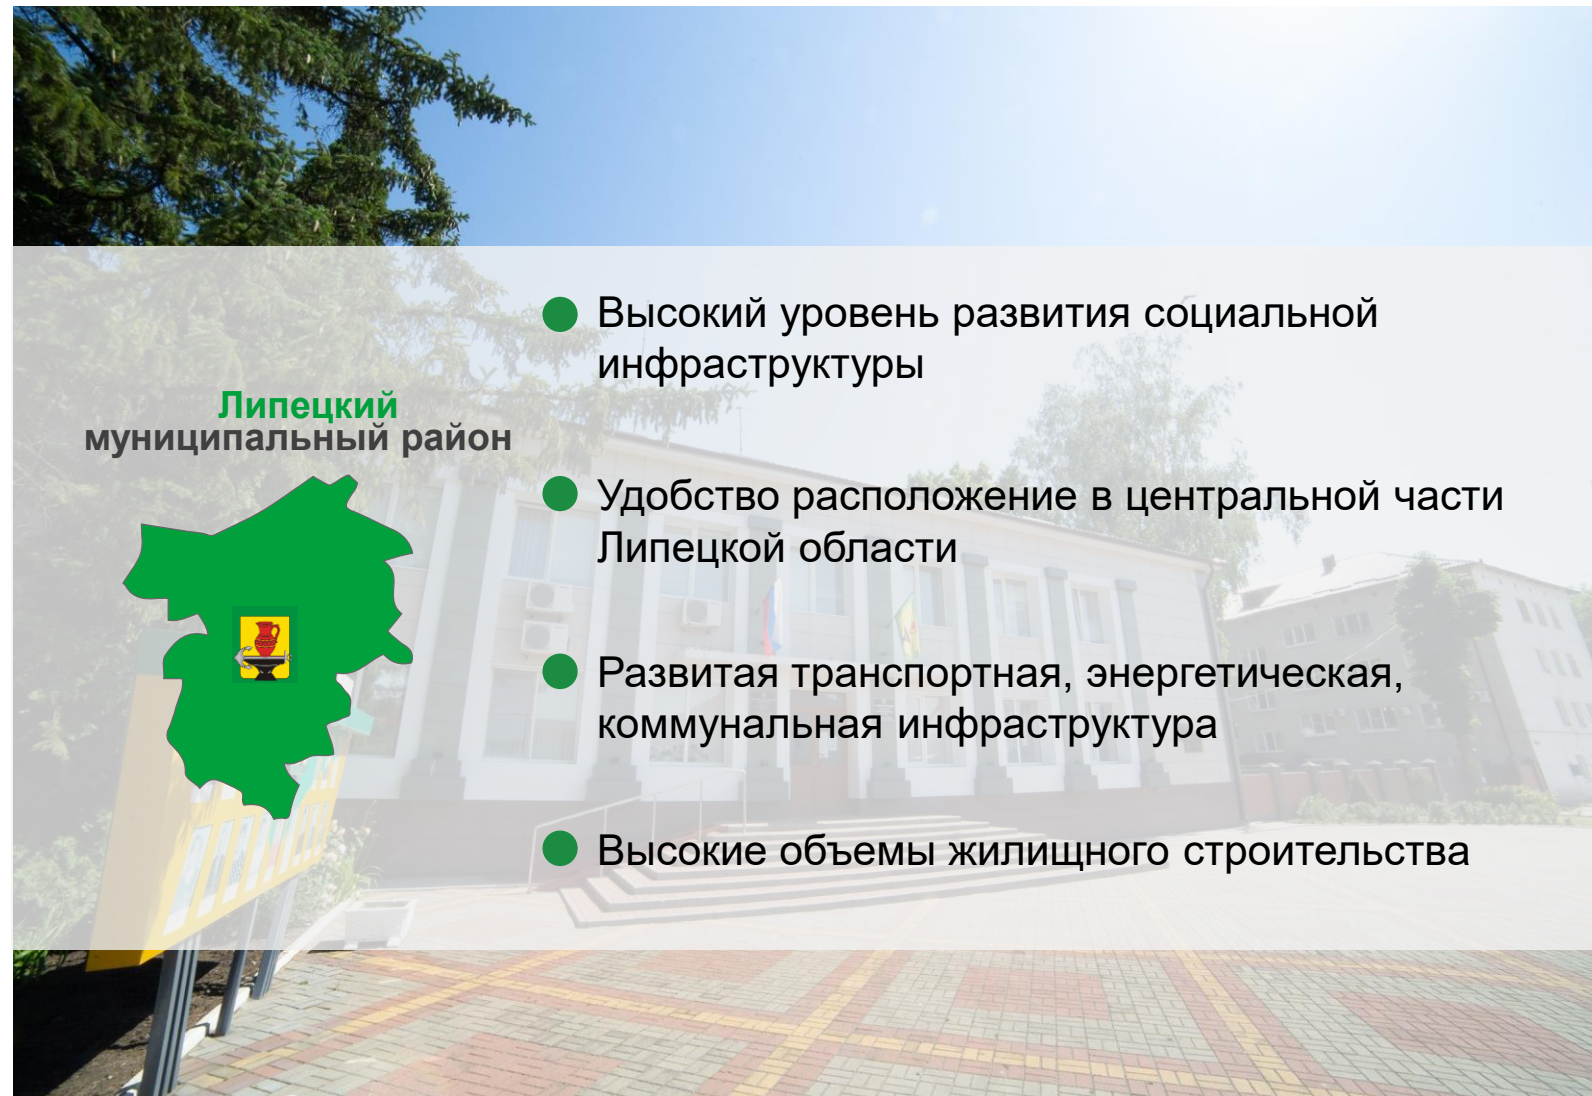 Липецкий
муниципальный район
Высокий уровень развития социальной
инфраструктуры
Удобство расположение в центральной части
Липецкой области
Развитая транспортная, энергетическая,
коммунальная инфраструктура
Высокие объемы жилищного строительства